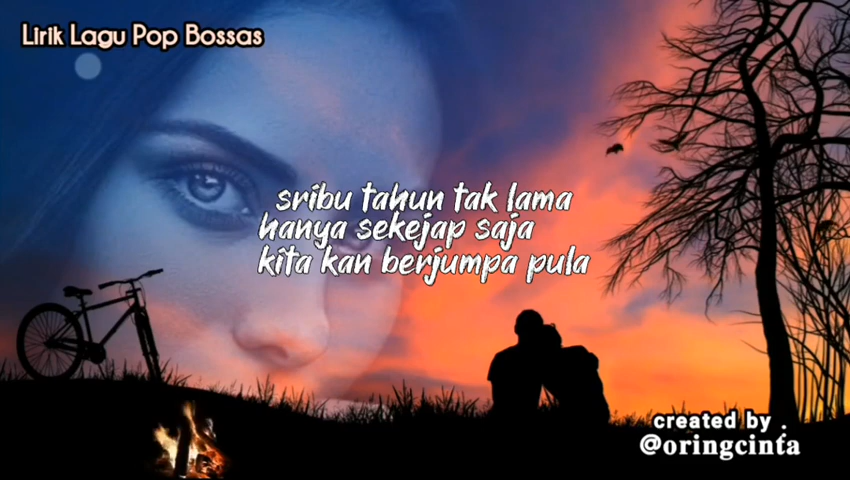 Lirik Lagu Pop Bossas
sribu tahun tak lama
hanya sekejap saja
kita kan berjumpa pula
created by .
@oringcinta